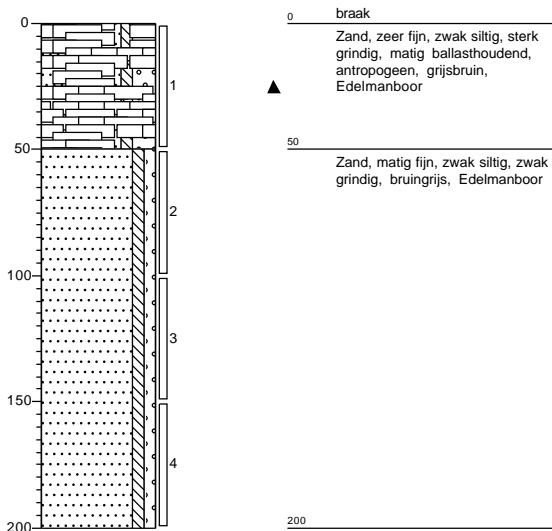 0
50
100
150
200
1
2
3
4
0
braak
Zand, zeer fijn, zwak siltig, sterk
grindig, matig ballasthoudend,
antropogeen, grijsbruin,
Edelmanboor
50
Zand, matig fijn, zwak siltig, zwak
grindig, bruingrijs, Edelmanboor
200